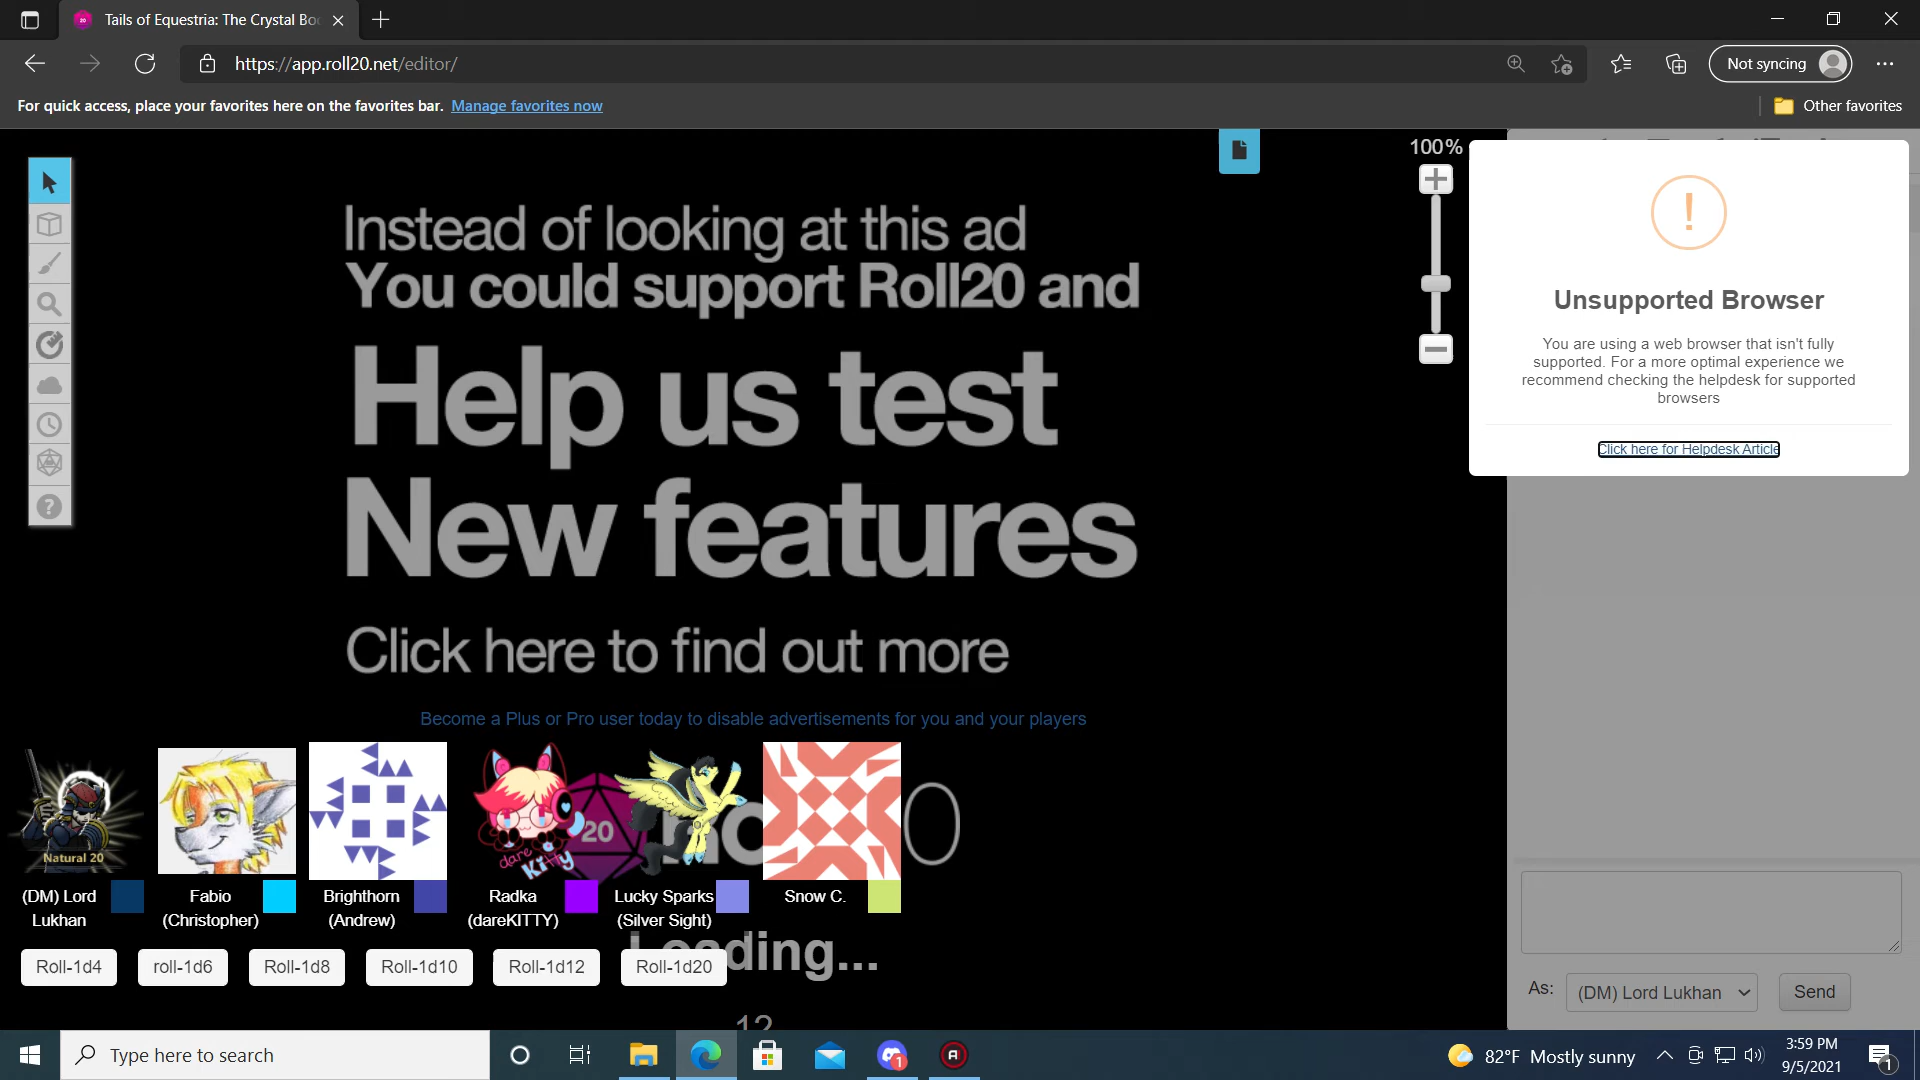 Tails of Equestria: The Crystal Bo
https://app.roll20.net/editor/
Not syncing
For quick access, place your favorites here on the favorites bar. Manage favorites now
Other favorites
100%
Instead of looking at this ad
You could support Roll20 and
Help us test
New features
Click here to find out more
Become a Plus or Pro user today to disable advertisements for you and your players
!
Unsupported Browser
You are using a web browser that isn't fully
supported. For a more optimal experience we
recommend checking the helpdesk for supported
browsers
Click here for Helpdesk Article
Natural 20
dare
Kitty
20
(DM) Lord
Lukhan
Fabio
(Christopher)
Brighthorn
(Andrew)
Radka
(dareKITTY)
Lucky Sparks
(Silver Sight)
Snow C.
Loading...
Roll-1d4
roll-1d6
Roll-1d8
Roll-1d10
Roll-1d12
Roll-1d20
12
As:
(DM) Lord Lukhan
Send
Type here to search
1
82°F Mostly sunny
3:59 PM
9/5/2021
1